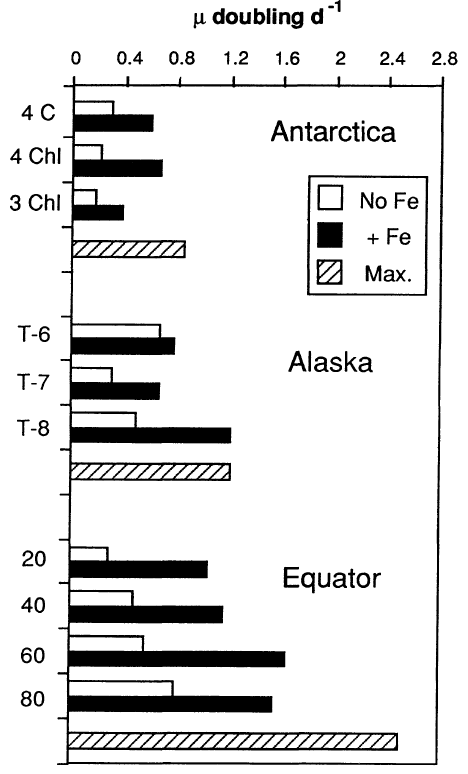 μ doubling d⁻¹
0 0.4 0.8 1.2 1.6 2 2.4 2.8
4 C
Antarctica
4 Chl
3 Chl
No Fe
+ Fe
Max.
T-6
Alaska
T-7
T-8
20
Equator
40
60
80